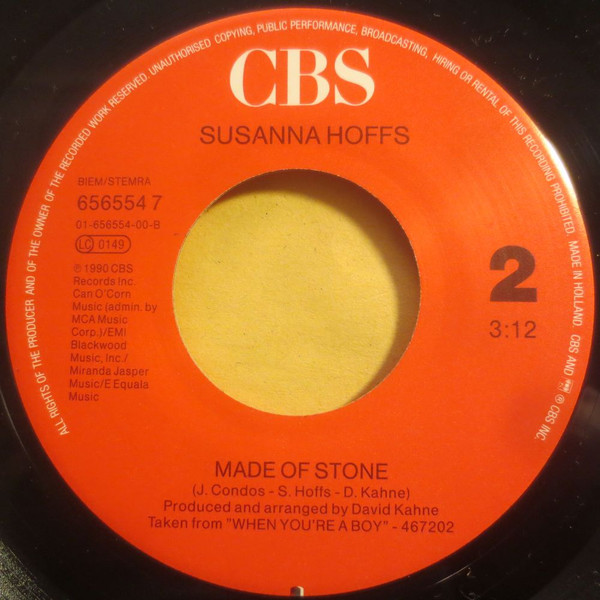 ALL RIGHTS OF THE PRODUCER AND OF THE OWNER OF THE RECORDED WORK RESERVED. UNAUTHORISED COPYING, PUBLIC PERFORMANCE, BROADCASTING, HIRING OR RENTAL OF THIS RECORDING PROHIBITED. MADE IN HOLLAND. CBS AND ® CBS INC.
CBS
SUSANNA HOFFS
BIEM/STEMRA
656554 7
01-656554-00-B
LC 0149
℗ 1990 CBS
Records Inc.
Can O'Corn
Music (admin. by
MCA Music
Corp.)/EMI
Blackwood
Music, Inc./
Miranda Jasper
Music/E Equala
Music
2
3:12
MADE OF STONE
(J. Condos - S. Hoffs - D. Kahne)
Produced and arranged by David Kahne
Taken from "WHEN YOU'RE A BOY" - 467202